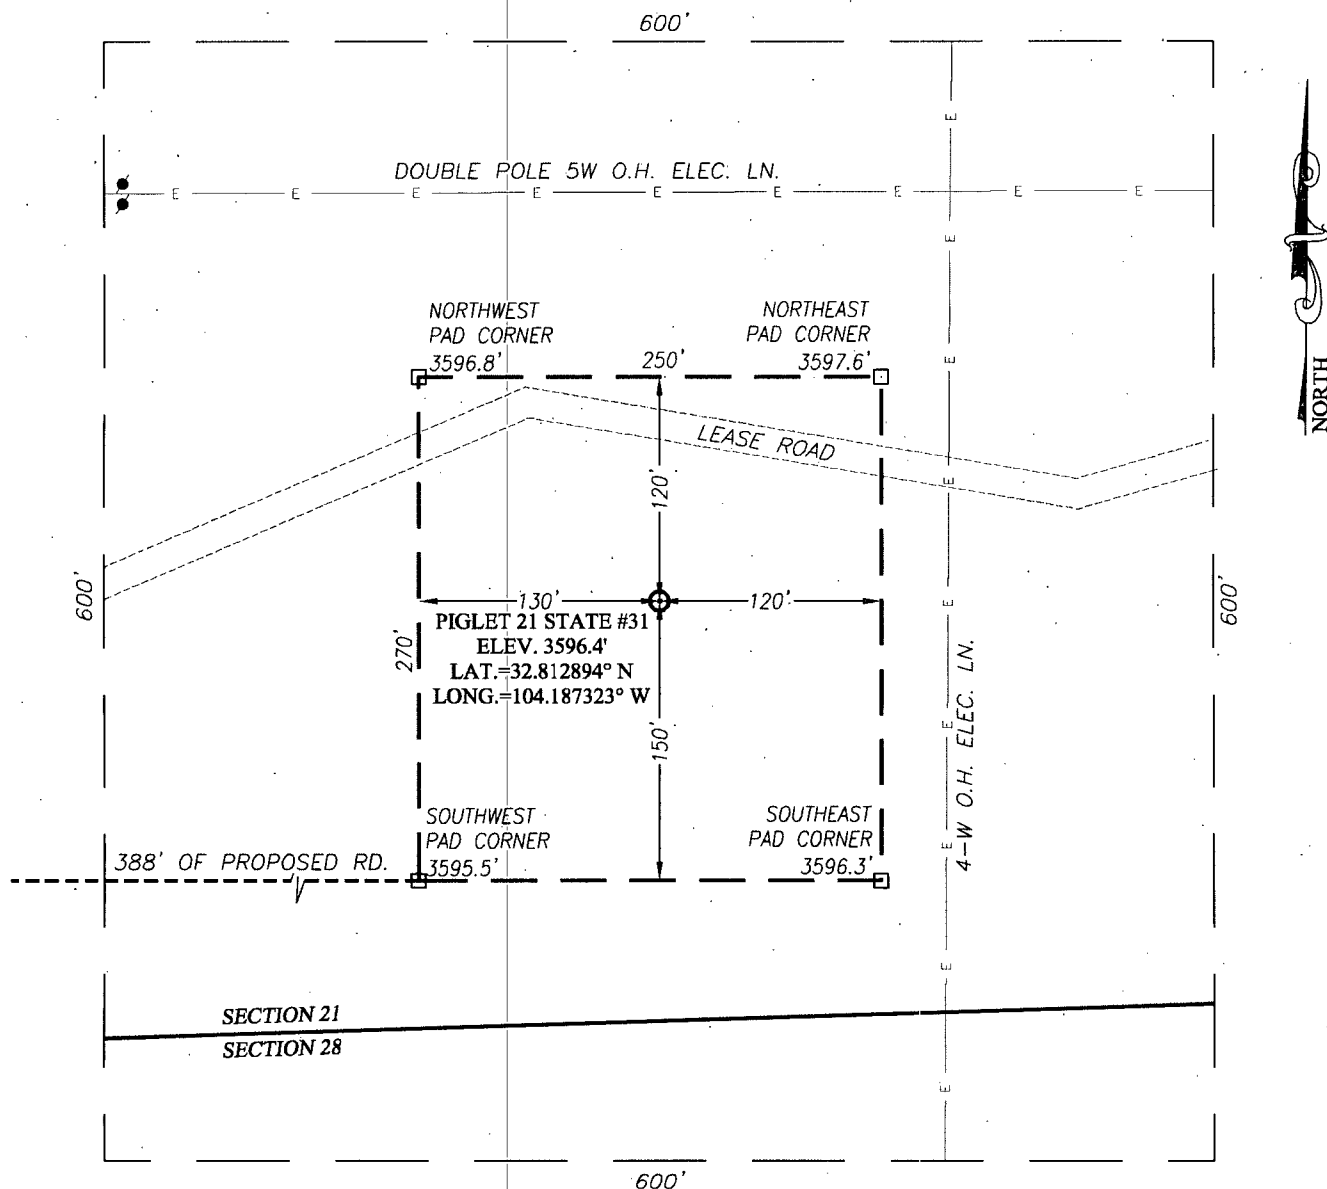 600'
DOUBLE POLE 5W O.H. ELEC. LN.
E E E E E E E E E
E
E
E
E
E
E
E
E
E
NORTH
NORTHWEST
PAD CORNER
3596.8'
250'
NORTHEAST
PAD CORNER
3597.6'
LEASE ROAD
120'
600'
130'
120'
600'
PIGLET 21 STATE #31
ELEV. 3596.4'
LAT.=32.812894° N
LONG.=104.187323° W
270'
150'
4-W O.H. ELEC. LN.
SOUTHWEST
PAD CORNER
3595.5'
SOUTHEAST
PAD CORNER
3596.3'
388' OF PROPOSED RD.
SECTION 21
SECTION 28
600'